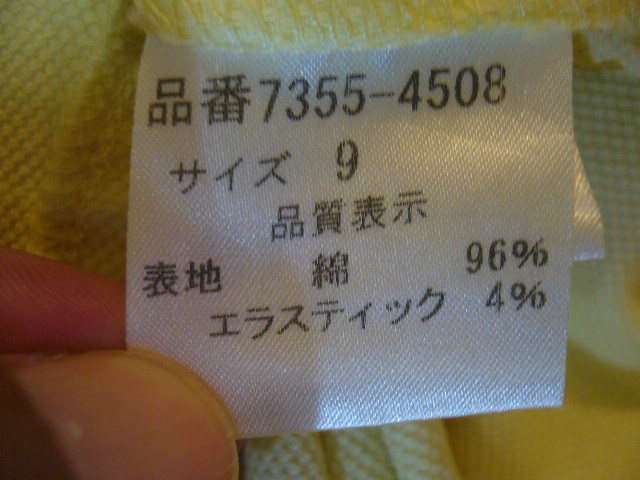 品番7355-4508
サイズ 9
品質表示
表地 綿 96%
エラスティック 4%